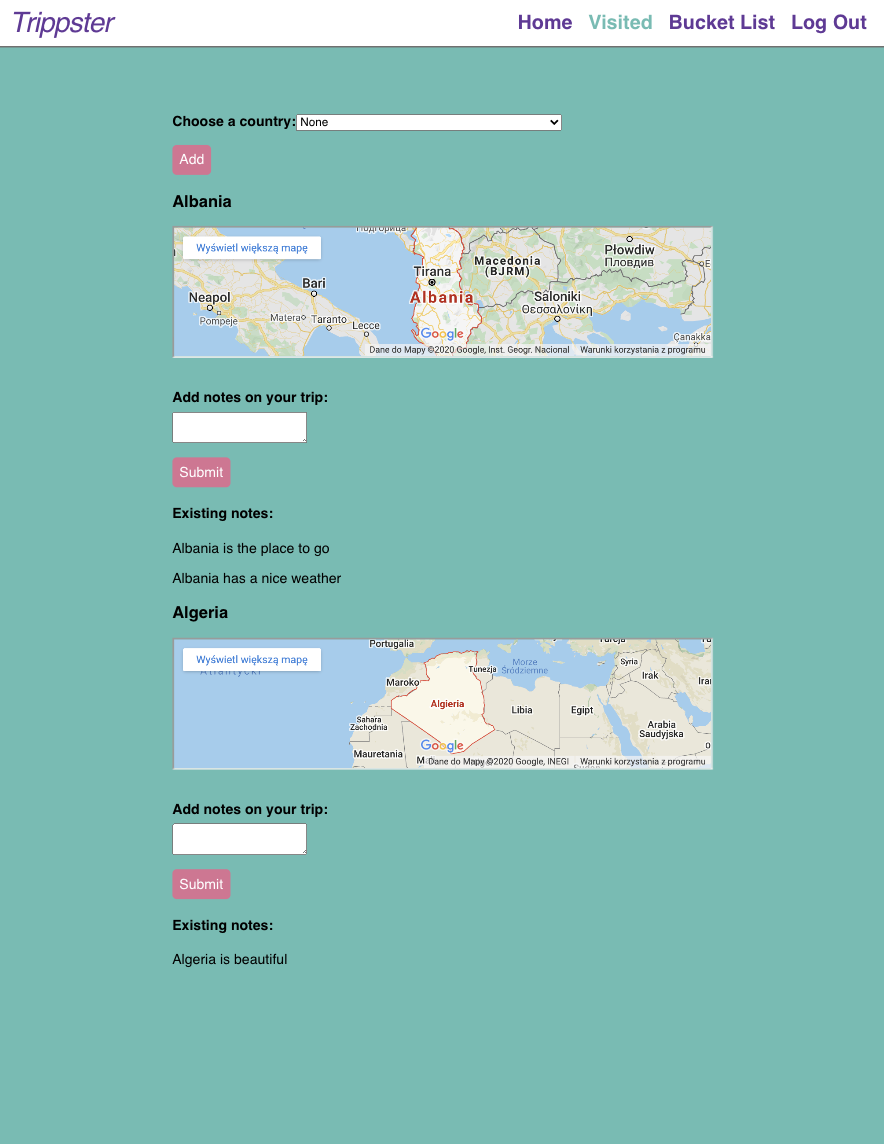 Trippster
Home Visited Bucket List Log Out
Choose a country: None
Add
Albania
Wyświetl większą mapę
Подгорица
Macedonia
(BJRM)
Płowdiw
Пловдив
Bari
Tirana
Neapol
Pompeje
Albania
Saloniki
Θεσσαλονίκη
Matera
Taranto
Lecce
Google
Çanakka
Dane do Mapy ©2020 Google, Inst. Geogr. Nacional Warunki korzystania z programu
Add notes on your trip:
Submit
Existing notes:
Albania is the place to go
Albania has a nice weather
Algeria
Portugalia
Wyświetl większą mapę
Atlantycki
Tunezja
Morze
Śródziemne
Syria
Irak
Maroko
Algieria
Libia
Egipt
Sahara
Zachodnia
Arabia
Saudyjska
Google
Mauretania
Dane do Mapy ©2020 Google, INEGI Warunki korzystania z programu
Add notes on your trip:
Submit
Existing notes:
Algeria is beautiful